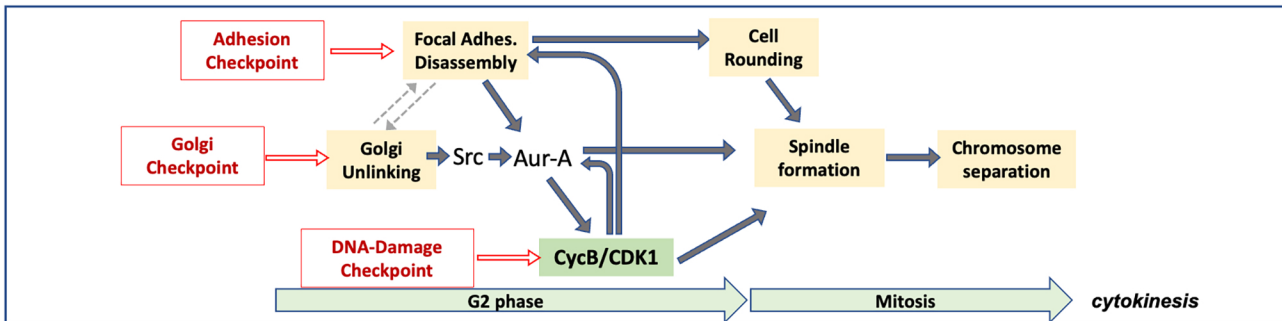 Adhesion
Checkpoint
Focal Adhes.
Disassembly
Cell
Rounding
Golgi
Checkpoint
Golgi
Unlinking
Src
Aur-A
Spindle
formation
Chromosome
separation
DNA-Damage
Checkpoint
CycB/CDK1
G2 phase
Mitosis
cytokinesis